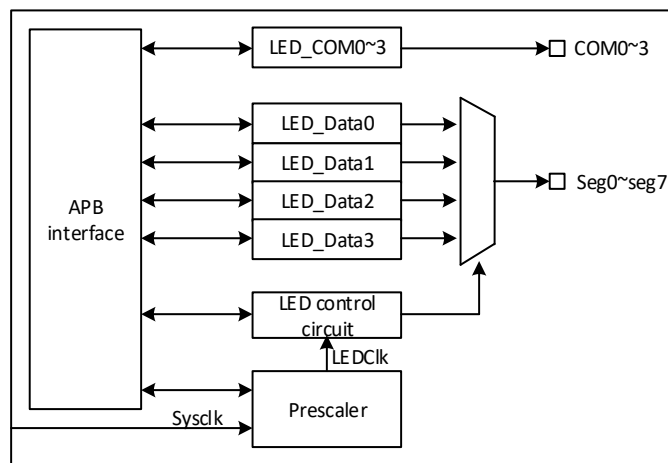 LED_COM0~3
COM0~3
LED_Data0
LED_Data1
LED_Data2
LED_Data3
Seg0~seg7
APB
interface
LED control
circuit
LEDClk
Prescaler
Sysclk